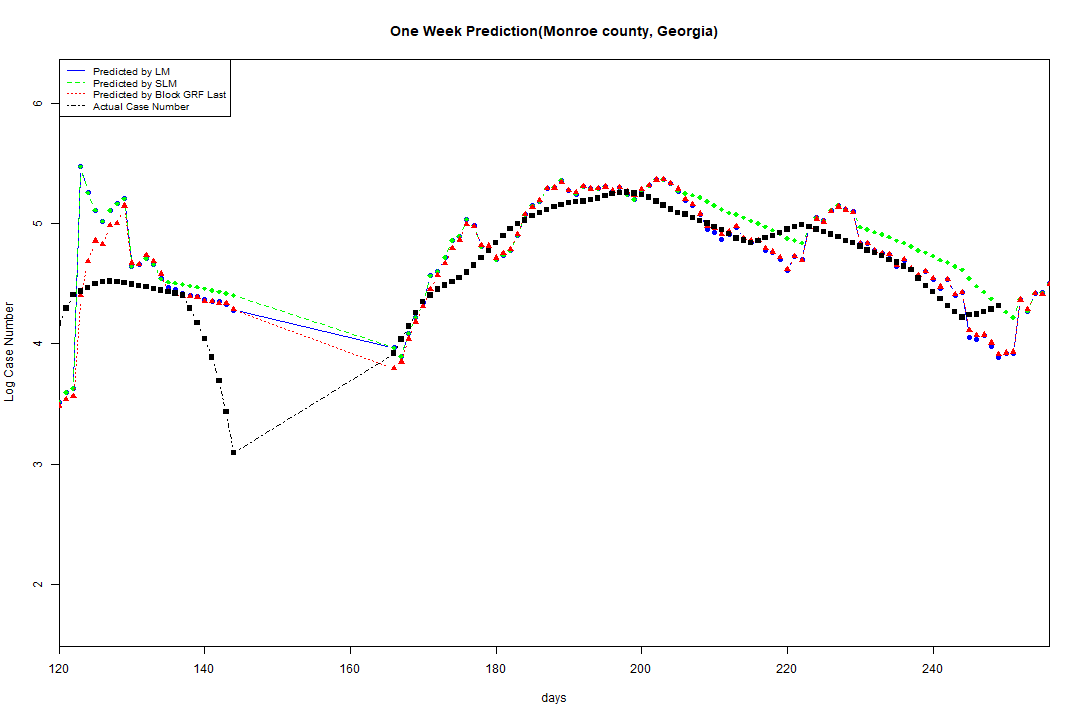 One Week Prediction(Monroe county, Georgia)
Predicted by LM
Predicted by SLM
Predicted by Block GRF Last
Actual Case Number
Log Case Number
6
5
4
3
2
120 140 160 180 200 220 240
days